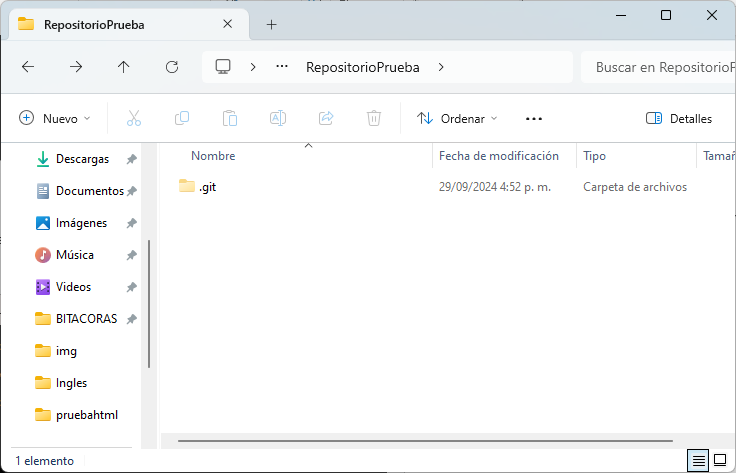 RepositorioPrueba
RepositorioPrueba
Buscar en RepositorioP
Nuevo
Ordenar
Detalles
Descargas
Documentos
Imágenes
Música
Videos
BITACORAS
img
Ingles
pruebahtml
Nombre Fecha de modificación Tipo Tamañ
.git 29/09/2024 4:52 p. m. Carpeta de archivos
1 elemento